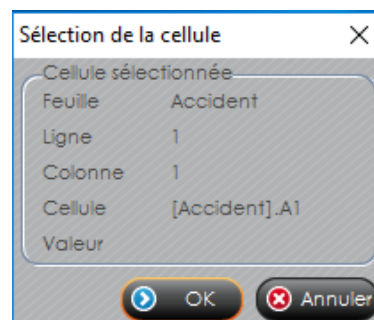 Sélection de la cellule
Cellule sélectionnée
Feuille Accident
Ligne 1
Colonne 1
Cellule [Accident].A1
Valeur
OK Annuler